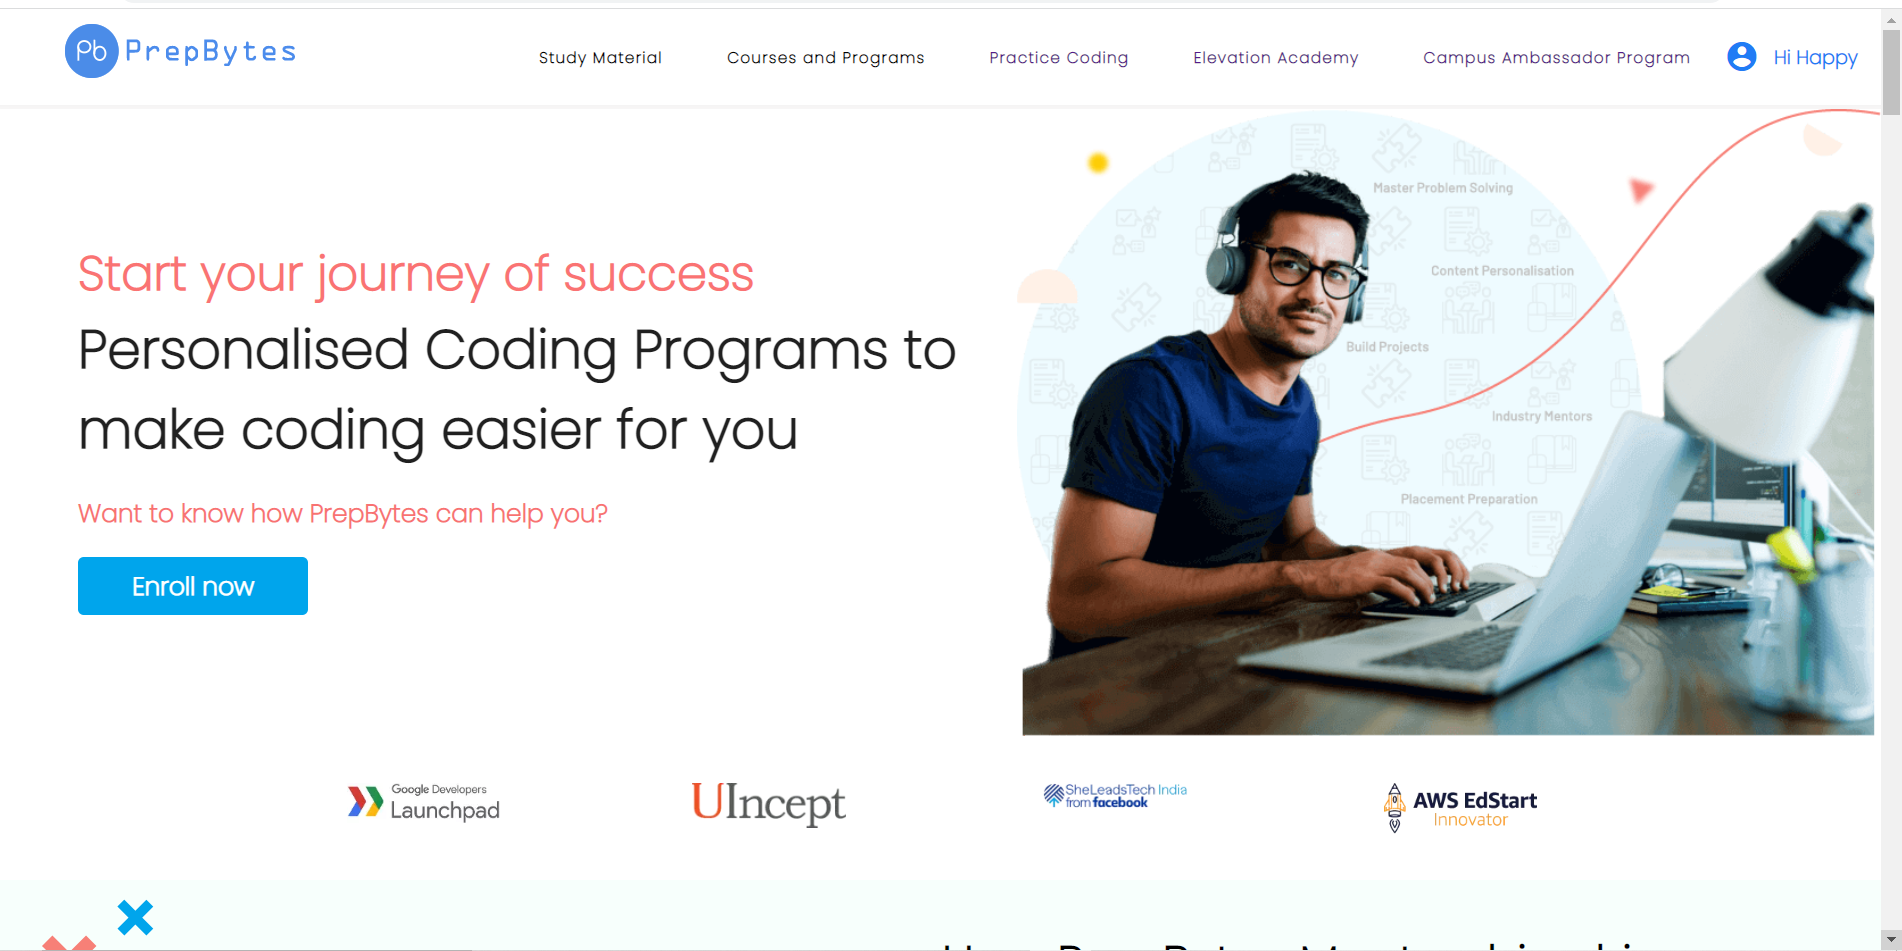 Pb PrepBytes
Study Material
Courses and Programs
Practice Coding
Elevation Academy
Campus Ambassador Program
Hi Happy
Start your journey of success
Personalised Coding Programs to
make coding easier for you
Want to know how PrepBytes can help you?
Enroll now
Master Problem Solving
Content Personalisation
Build Projects
Industry Mentors
Placement Preparation
Google Developers
Launchpad
UIncept
SheLeadsTech India
from facebook
AWS EdStart
Innovator